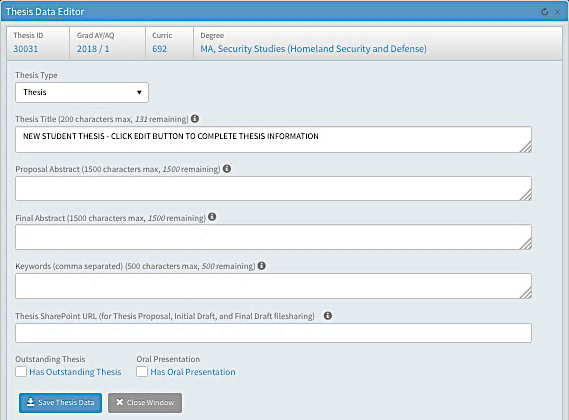 Thesis Data Editor
Thesis ID Grad AY/AQ Curric Degree
30031 2018 / 1 692 MA, Security Studies (Homeland Security and Defense)
Thesis Type
Thesis
Thesis Title (200 characters max, 131 remaining)
NEW STUDENT THESIS - CLICK EDIT BUTTON TO COMPLETE THESIS INFORMATION
Proposal Abstract (1500 characters max, 1500 remaining)
Final Abstract (1500 characters max, 1500 remaining)
Keywords (comma separated) (500 characters max, 500 remaining)
Thesis SharePoint URL (for Thesis Proposal, Initial Draft, and Final Draft filesharing)
Outstanding Thesis Oral Presentation
Has Outstanding Thesis Has Oral Presentation
Save Thesis Data Close Window